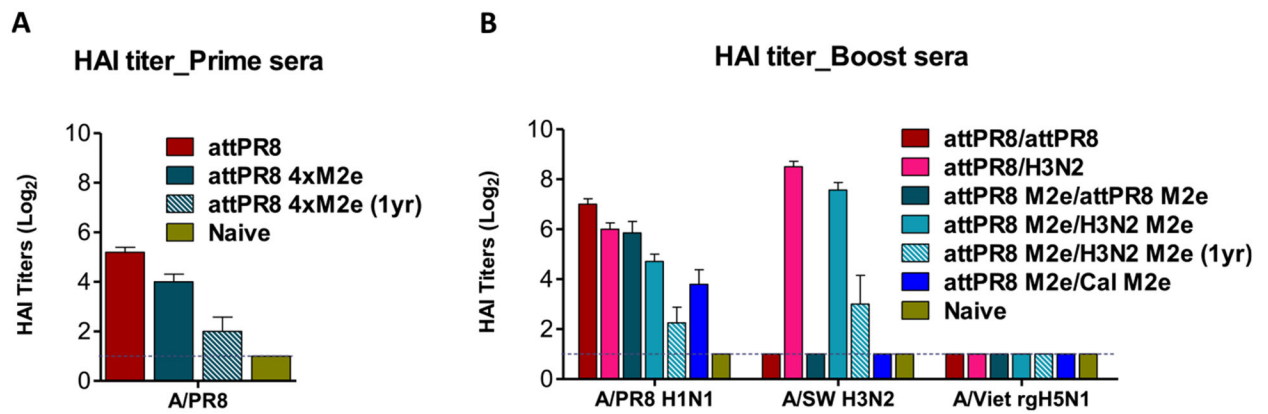 A
HAI titer_Prime sera
HAI Titers (Log2)
10
8
6
4
2
0
attPR8
attPR8 4xM2e
attPR8 4xM2e (1yr)
Naive
A/PR8
B
HAI titer_Boost sera
HAI Titers (Log2)
10
8
6
4
2
0
attPR8/attPR8
attPR8/H3N2
attPR8 M2e/attPR8 M2e
attPR8 M2e/H3N2 M2e
attPR8 M2e/H3N2 M2e (1yr)
attPR8 M2e/Cal M2e
Naive
A/PR8 H1N1
A/SW H3N2
A/Viet rgH5N1